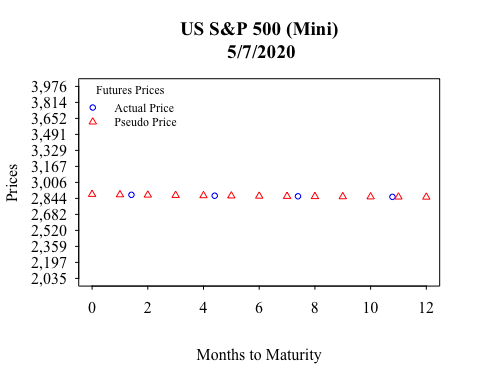 US S&P 500 (Mini)
5/7/2020
Futures Prices
Actual Price
Pseudo Price
Prices
3,976
3,814
3,652
3,491
3,329
3,167
3,006
2,844
2,682
2,520
2,359
2,197
2,035
0 2 4 6 8 10 12
Months to Maturity